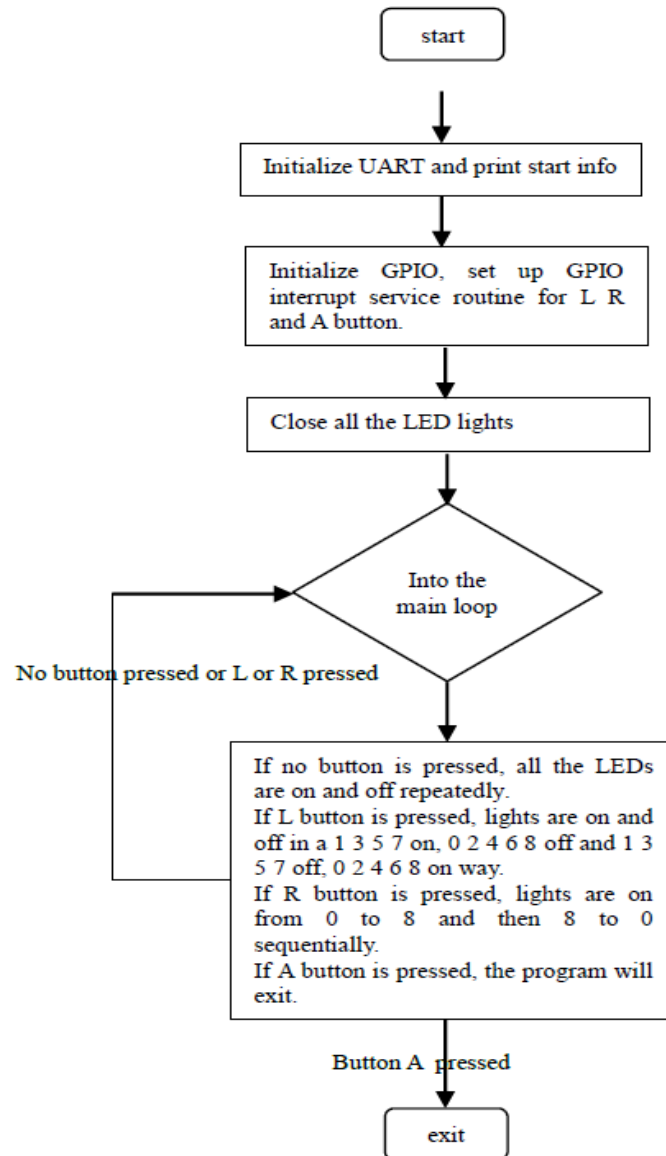 start
Initialize UART and print start info
Initialize GPIO, set up GPIO
interrupt service routine for L R
and A button.
Close all the LED lights
Into the
main loop
No button pressed or L or R pressed
If no button is pressed, all the LEDs
are on and off repeatedly.
If L button is pressed, lights are on and
off in a 1 3 5 7 on, 0 2 4 6 8 off and 1 3
5 7 off, 0 2 4 6 8 on way.
If R button is pressed, lights are on
from 0 to 8 and then 8 to 0
sequentially.
If A button is pressed, the program will
exit.
Button A pressed
exit